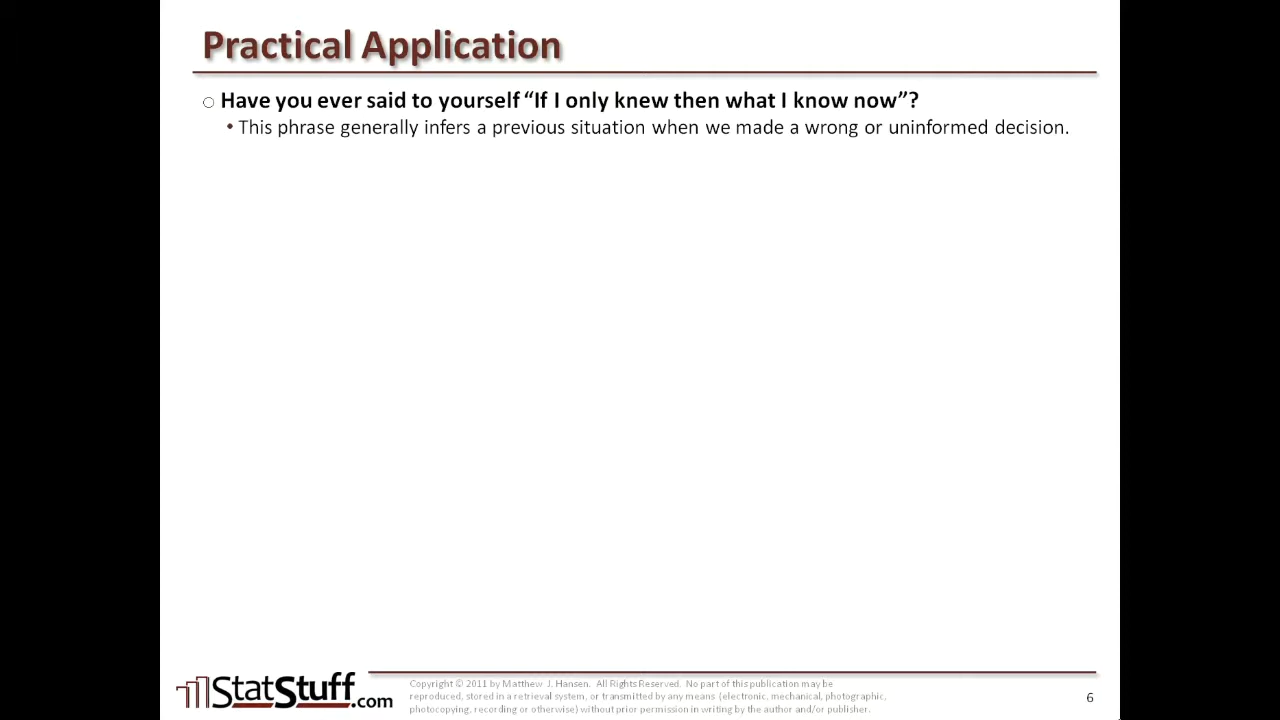 Practical Application
Have you ever said to yourself “If I only knew then what I know now”?
• This phrase generally infers a previous situation when we made a wrong or uninformed decision.
StatStuff.com
Copyright © 2011 by Matthew J. Hansen. All Rights Reserved. No part of this publication may be
reproduced, stored in a retrieval system, or transmitted by any means (electronic, mechanical, photographic,
photocopying, recording or otherwise) without prior permission in writing by the author and/or publisher.
6